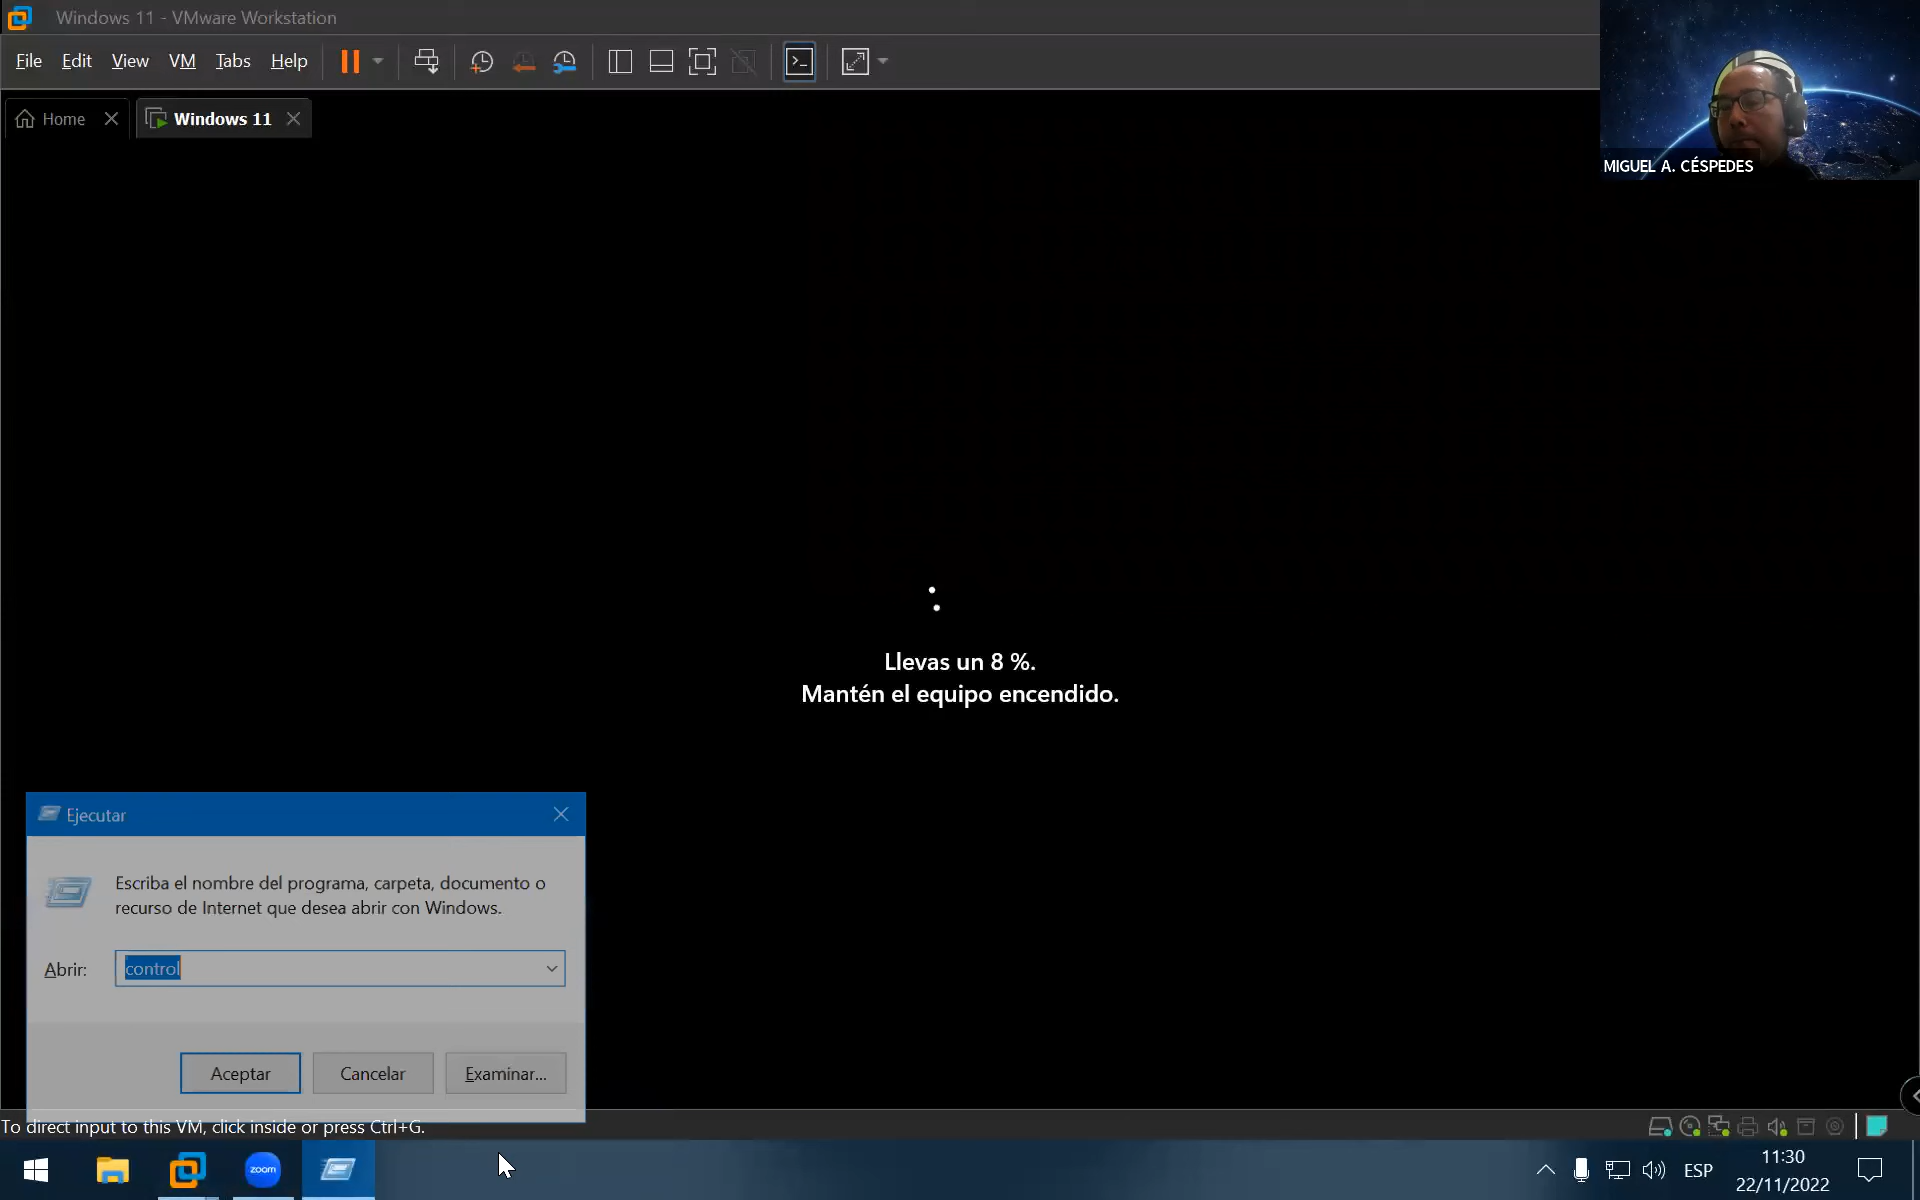 Windows 11 - VMware Workstation
File Edit View VM Tabs Help
Home
Windows 11
MIGUEL A. CÉSPEDES
Llevas un 8 %.
Mantén el equipo encendido.
Ejecutar
Escriba el nombre del programa, carpeta, documento o
recurso de Internet que desea abrir con Windows.
Abrir: control
Aceptar Cancelar Examinar...
To direct input to this VM, click inside or press Ctrl+G.
zoom
ESP
11:30
22/11/2022